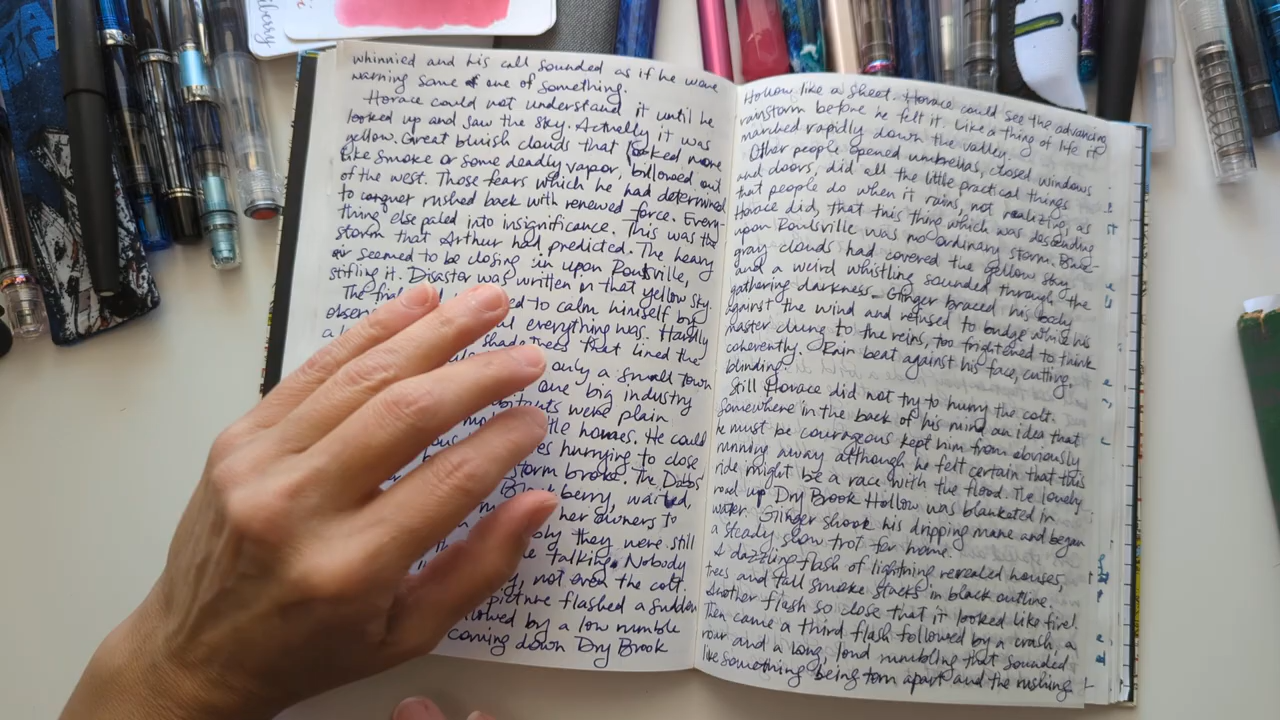 berry
whinnied and his call sounded as if he were
warning some one of something.
Horace could not understand it until he
looked up and saw the sky. Actually it was
yellow. Great bluish clouds that looked more
like smoke or some deadly vapor, billowed out
of the west. Those fears which he had determined
to conquer rushed back with renewed force. Every-
thing else paled into insignificance. This was the
storm that Arthur had predicted. The heavy
air seemed to be closing in upon Roulsville,
stifling it. Disaster was written in that yellow sky.
The to calm himself by
obser everything was. Hardly
a shade trees that lined the
only a small town
one big industry
were plain
little homes. He could
hurrying to close
storm broke. The Dobbs
Blueberry, waited,
her owners to
they were still
talking. Nobody
, not even the colt.
picture flashed a sudden
by a low rumble
coming down Dry Brook
Hollow like a sheet. Horace could see the advancing
rainstorm before he felt it. Like a thing of life it
marched rapidly down the valley.
Other people opened umbrellas, closed windows
and doors, did all the little practical things
that people do when it rains, not realizing, as
Horace did, that this thing which was descending
upon Roulsville was no ordinary storm. Blue-
gray clouds had covered the yellow sky
and a weird whistling sounded through the
gathering darkness. Ginger braced his body
against the wind and refused to budge while his
master clung to the reins, too frightened to think
coherently. Rain beat against his face, cutting,
blinding.
Still Horace did not try to hurry the colt.
Somewhere in the back of his mind an idea that
he must be courageous kept him from obviously
running away although he felt certain that this
ride might be a race with the flood. The lovely
road up Dry Brook Hollow was blanketed in
water. Ginger shook his dripping mane and began
a steady slow trot for home.
A dazzling flash of lightning revealed houses,
trees and tall smoke stacks in black outline.
Another flash so close that it looked like fire!
Then came a third flash followed by a crash, a
roar and a long, loud rumbling that sounded
like something being torn apart and the rushing